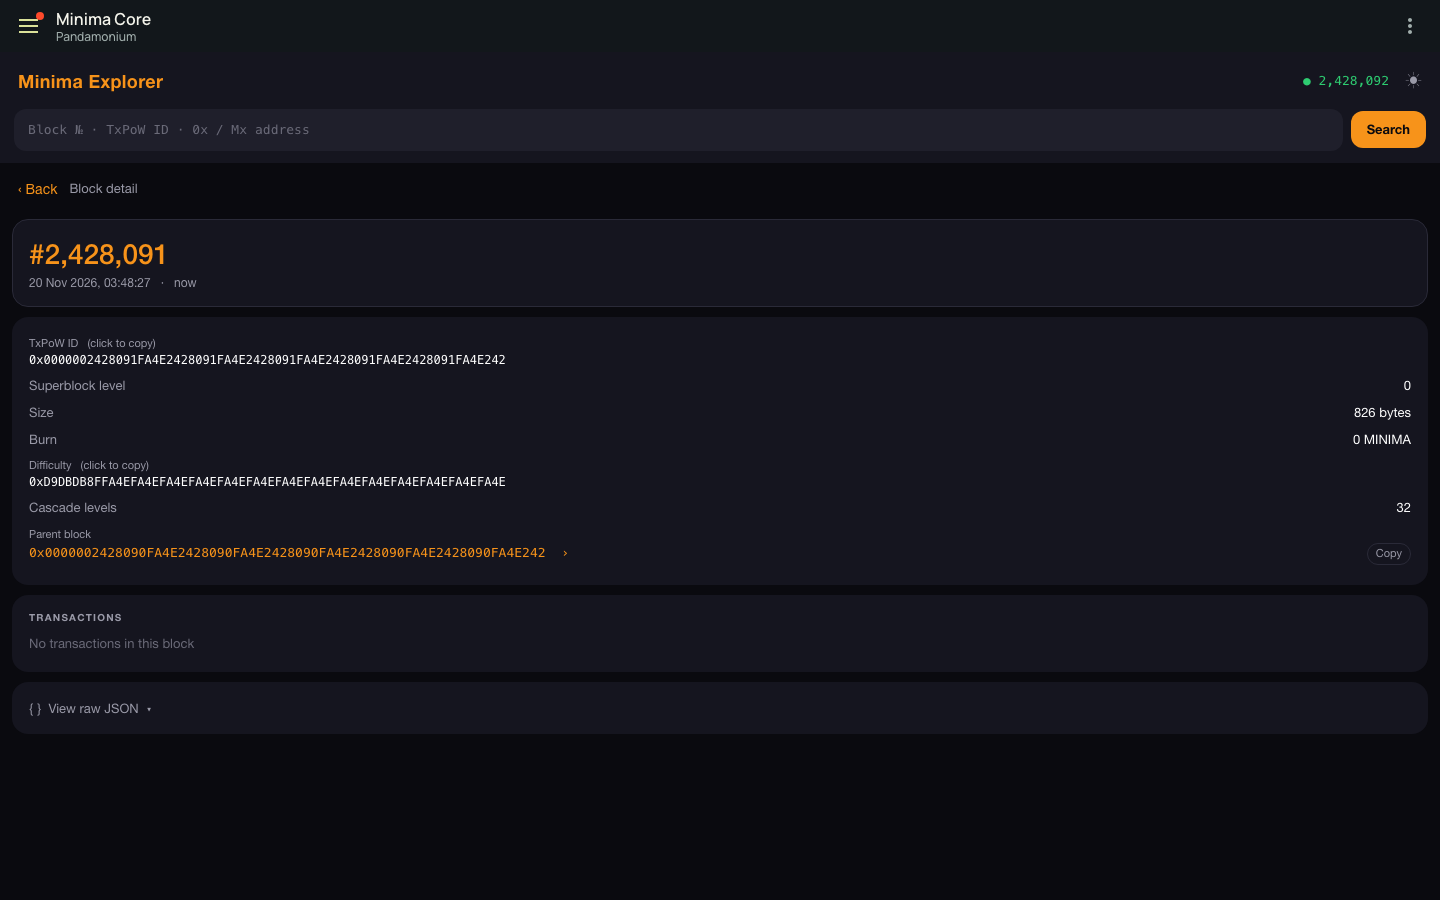 Minima Core
Pandamonium
Minima Explorer
● 2,428,092
Block № · TxPoW ID · 0x / Mx address
Search
‹ Back Block detail
#2,428,091
20 Nov 2026, 03:48:27 · now
TxPoW ID (click to copy)
0x0000002428091FA4E2428091FA4E2428091FA4E2428091FA4E2428091FA4E242
Superblock level 0
Size 826 bytes
Burn 0 MINIMA
Difficulty (click to copy)
0xD9DBDB8FFA4EFA4EFA4EFA4EFA4EFA4EFA4EFA4EFA4EFA4EFA4EFA4EFA4EFA4E
Cascade levels 32
Parent block
0x0000002428090FA4E2428090FA4E2428090FA4E2428090FA4E2428090FA4E242 ›
Copy
TRANSACTIONS
No transactions in this block
{ } View raw JSON ▾